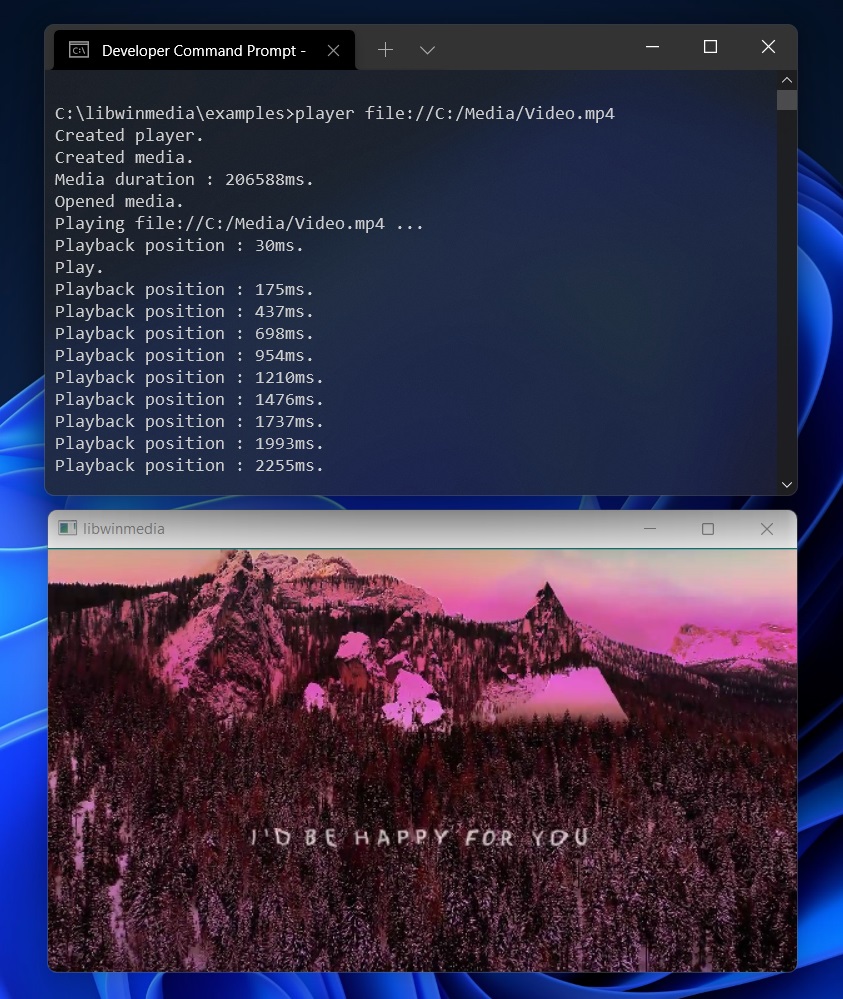 Developer Command Prompt -
C:\libwinmedia\examples>player file://C:/Media/Video.mp4
Created player.
Created media.
Media duration : 206588ms.
Opened media.
Playing file://C:/Media/Video.mp4 ...
Playback position : 30ms.
Play.
Playback position : 175ms.
Playback position : 437ms.
Playback position : 698ms.
Playback position : 954ms.
Playback position : 1210ms.
Playback position : 1476ms.
Playback position : 1737ms.
Playback position : 1993ms.
Playback position : 2255ms.
libwinmedia
I'D BE HAPPY FOR YOU